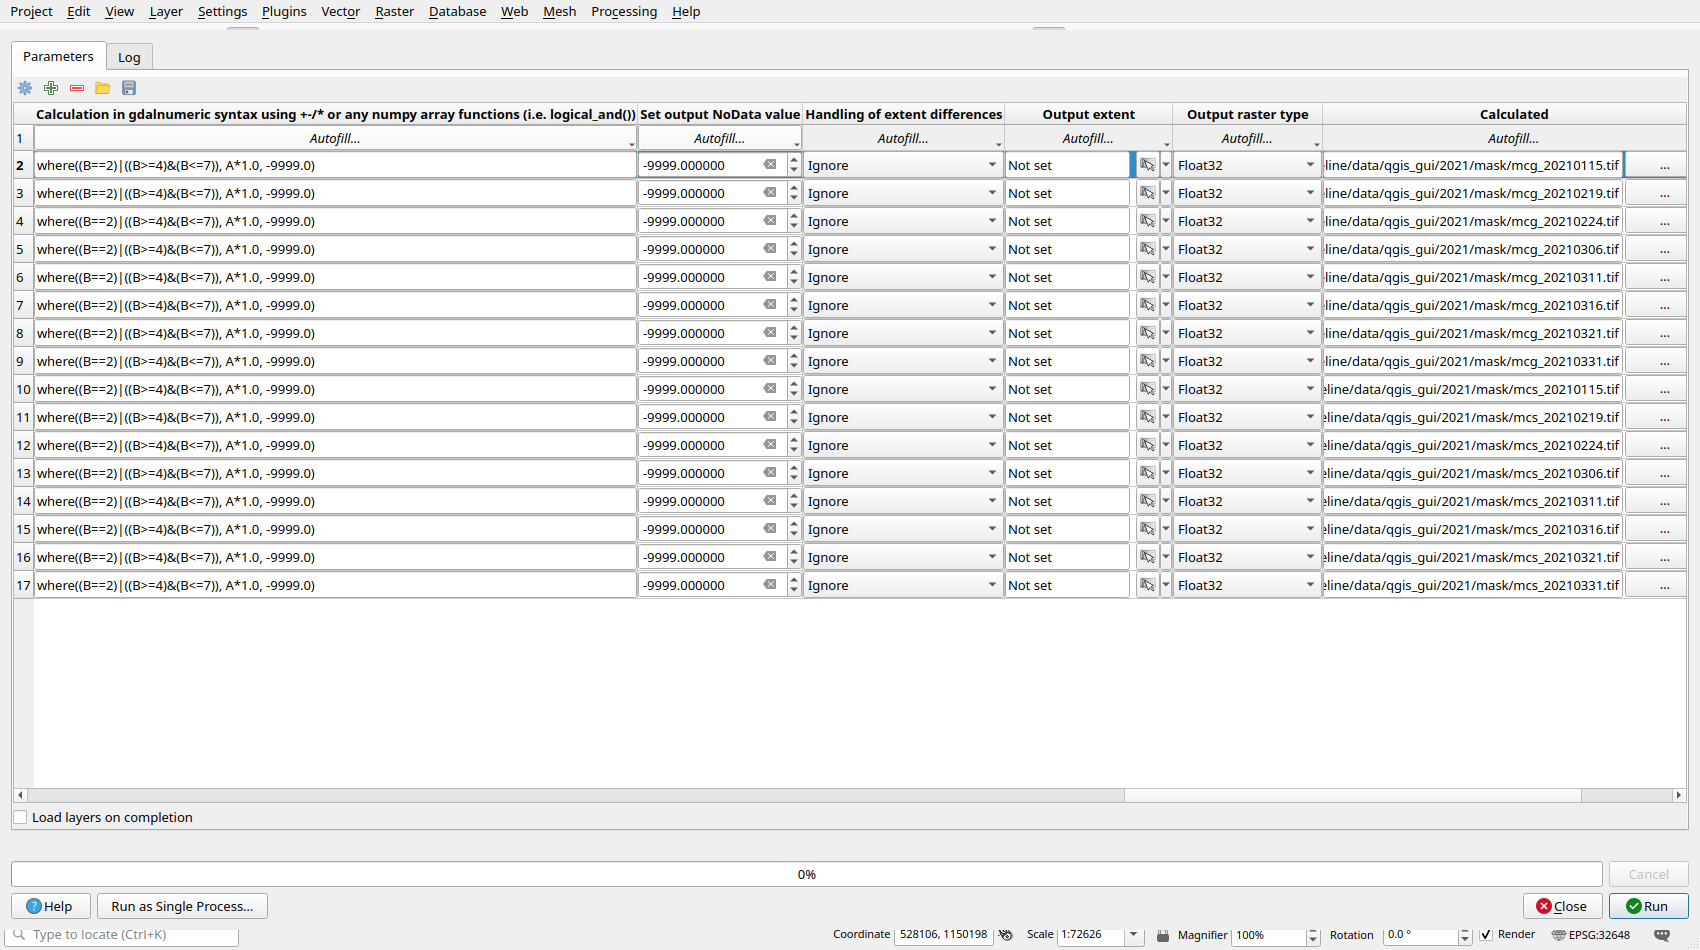 Project Edit View Layer Settings Plugins Vector Raster Database Web Mesh Processing Help
Parameters Log
Calculation in gdalnumeric syntax using +-/* or any numpy array functions (i.e. logical_and()) Set output NoData value Handling of extent differences Output extent Output raster type Calculated
1 Autofill... Autofill... Autofill... Autofill... Autofill... Autofill...
2 where((B==2)|((B>=4)&(B<=7)), A*1.0, -9999.0) -9999.000000 Ignore Not set Float32 eline/data/qgis_gui/2021/mask/mcg_20210115.tif ...
3 where((B==2)|((B>=4)&(B<=7)), A*1.0, -9999.0) -9999.000000 Ignore Not set Float32 eline/data/qgis_gui/2021/mask/mcg_20210219.tif ...
4 where((B==2)|((B>=4)&(B<=7)), A*1.0, -9999.0) -9999.000000 Ignore Not set Float32 eline/data/qgis_gui/2021/mask/mcg_20210224.tif ...
5 where((B==2)|((B>=4)&(B<=7)), A*1.0, -9999.0) -9999.000000 Ignore Not set Float32 eline/data/qgis_gui/2021/mask/mcg_20210306.tif ...
6 where((B==2)|((B>=4)&(B<=7)), A*1.0, -9999.0) -9999.000000 Ignore Not set Float32 eline/data/qgis_gui/2021/mask/mcg_20210311.tif ...
7 where((B==2)|((B>=4)&(B<=7)), A*1.0, -9999.0) -9999.000000 Ignore Not set Float32 eline/data/qgis_gui/2021/mask/mcg_20210316.tif ...
8 where((B==2)|((B>=4)&(B<=7)), A*1.0, -9999.0) -9999.000000 Ignore Not set Float32 eline/data/qgis_gui/2021/mask/mcg_20210321.tif ...
9 where((B==2)|((B>=4)&(B<=7)), A*1.0, -9999.0) -9999.000000 Ignore Not set Float32 eline/data/qgis_gui/2021/mask/mcg_20210331.tif ...
10 where((B==2)|((B>=4)&(B<=7)), A*1.0, -9999.0) -9999.000000 Ignore Not set Float32 eline/data/qgis_gui/2021/mask/mcs_20210115.tif ...
11 where((B==2)|((B>=4)&(B<=7)), A*1.0, -9999.0) -9999.000000 Ignore Not set Float32 eline/data/qgis_gui/2021/mask/mcs_20210219.tif ...
12 where((B==2)|((B>=4)&(B<=7)), A*1.0, -9999.0) -9999.000000 Ignore Not set Float32 eline/data/qgis_gui/2021/mask/mcs_20210224.tif ...
13 where((B==2)|((B>=4)&(B<=7)), A*1.0, -9999.0) -9999.000000 Ignore Not set Float32 eline/data/qgis_gui/2021/mask/mcs_20210306.tif ...
14 where((B==2)|((B>=4)&(B<=7)), A*1.0, -9999.0) -9999.000000 Ignore Not set Float32 eline/data/qgis_gui/2021/mask/mcs_20210311.tif ...
15 where((B==2)|((B>=4)&(B<=7)), A*1.0, -9999.0) -9999.000000 Ignore Not set Float32 eline/data/qgis_gui/2021/mask/mcs_20210316.tif ...
16 where((B==2)|((B>=4)&(B<=7)), A*1.0, -9999.0) -9999.000000 Ignore Not set Float32 eline/data/qgis_gui/2021/mask/mcs_20210321.tif ...
17 where((B==2)|((B>=4)&(B<=7)), A*1.0, -9999.0) -9999.000000 Ignore Not set Float32 eline/data/qgis_gui/2021/mask/mcs_20210331.tif ...
Load layers on completion
0% Cancel
Help Run as Single Process... Close Run
Type to locate (Ctrl+K) Coordinate 528106, 1150198 Scale 1:72626 Magnifier 100% Rotation 0.0 ° Render EPSG:32648